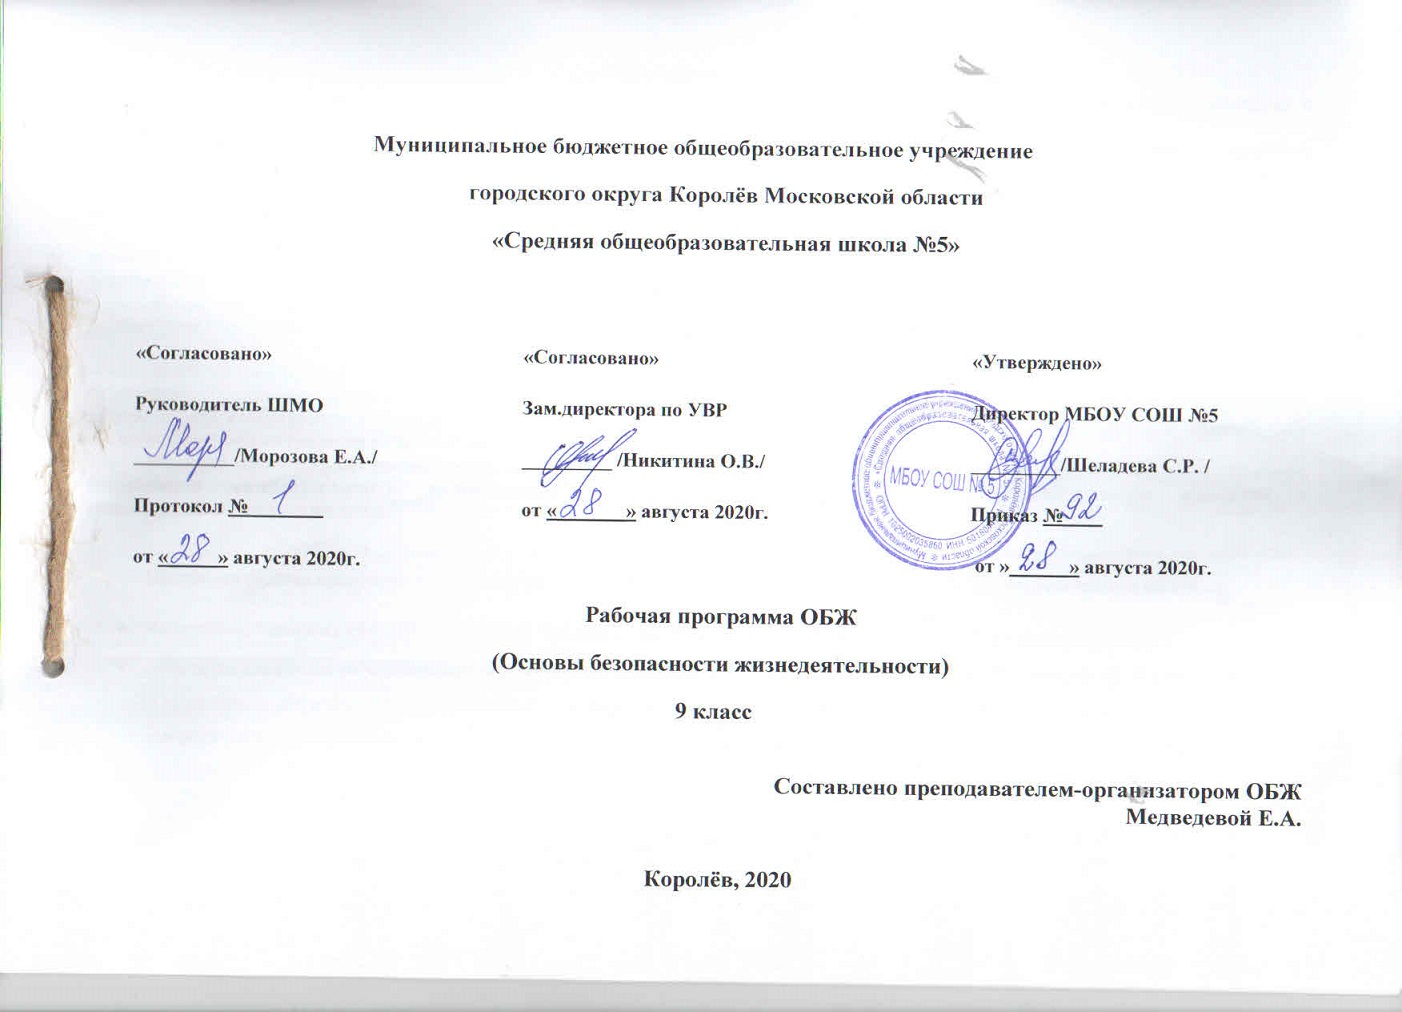 Муниципальное бюджетное общеобразовательное учреждение
городского округа Королёв Московской области
«Средняя общеобразовательная школа №5»
«Согласовано»
Руководитель ШМО
/Морозова Е.А./
Протокол № 1
от «28» августа 2020г.
«Согласовано»
Зам.директора по УВР
/Никитина О.В./
от «28» августа 2020г.
«Утверждено»
Директор МБОУ СОШ №5
/Шеладева С.Р. /
Приказ №92
от »28» августа 2020г.
МБОУ СОШ №5
Рабочая программа ОБЖ
(Основы безопасности жизнедеятельности)
9 класс
Составлено преподавателем-организатором ОБЖ
Медведевой Е.А.
Королёв, 2020